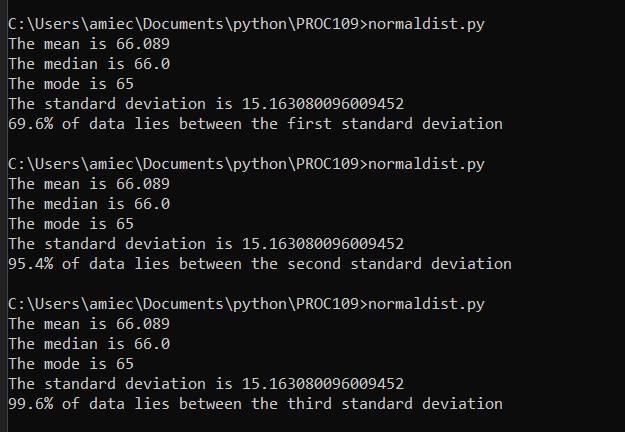 C:\Users\amiec\Documents\python\PROC109>normaldist.py
The mean is 66.089
The median is 66.0
The mode is 65
The standard deviation is 15.163080096009452
69.6% of data lies between the first standard deviation
C:\Users\amiec\Documents\python\PROC109>normaldist.py
The mean is 66.089
The median is 66.0
The mode is 65
The standard deviation is 15.163080096009452
95.4% of data lies between the second standard deviation
C:\Users\amiec\Documents\python\PROC109>normaldist.py
The mean is 66.089
The median is 66.0
The mode is 65
The standard deviation is 15.163080096009452
99.6% of data lies between the third standard deviation